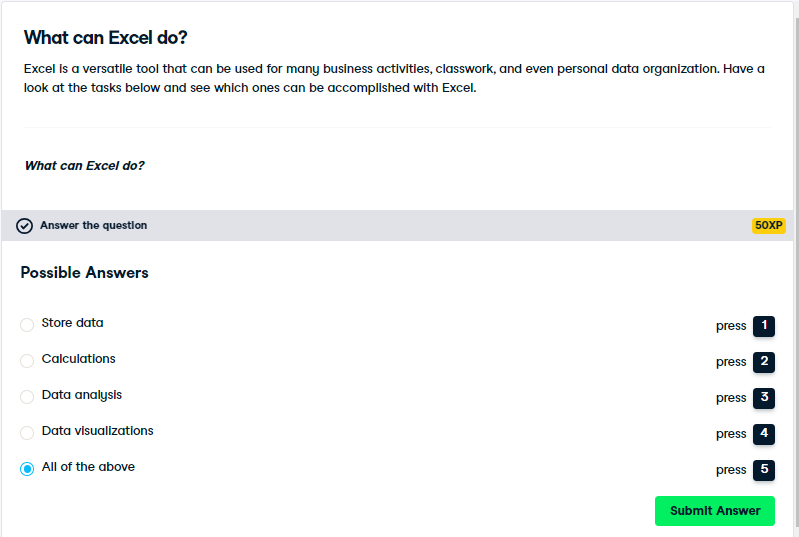 What can Excel do?
Excel is a versatile tool that can be used for many business activities, classwork, and even personal data organization. Have a
look at the tasks below and see which ones can be accomplished with Excel.
What can Excel do?
Answer the question 50XP
Possible Answers
Store data press 1
Calculations press 2
Data analysis press 3
Data visualizations press 4
All of the above press 5
Submit Answer